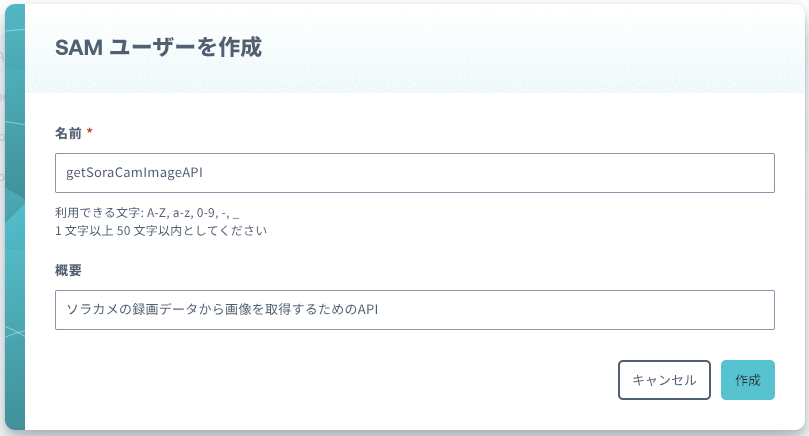 SAM ユーザーを作成
名前 *
getSoraCamImageAPI
利用できる文字: A-Z, a-z, 0-9, -, _
1 文字以上 50 文字以内としてください
概要
ソラカメの録画データから画像を取得するためのAPI
キャンセル
作成